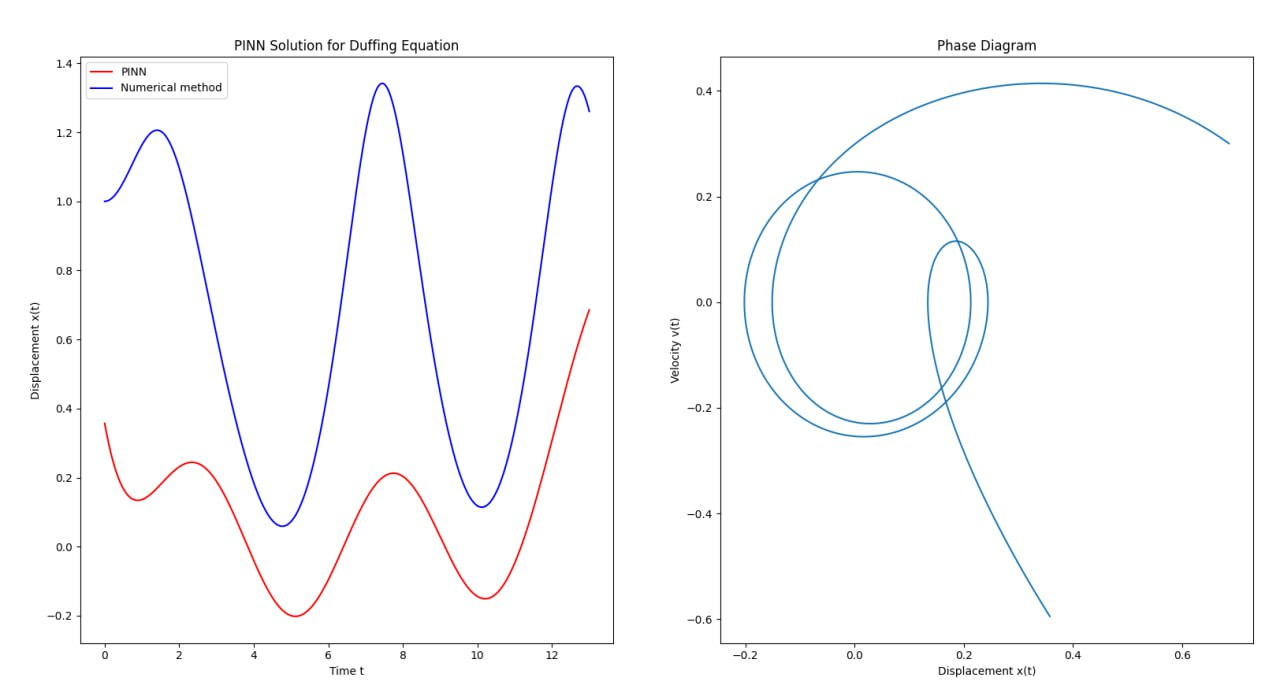 PINN Solution for Duffing Equation
PINN
Numerical method
1.4
1.2
1.0
0.8
0.6
0.4
0.2
0.0
−0.2
Displacement x(t)
0 2 4 6 8 10 12
Time t
Phase Diagram
0.4
0.2
0.0
−0.2
−0.4
−0.6
Velocity v(t)
−0.2 0.0 0.2 0.4 0.6
Displacement x(t)